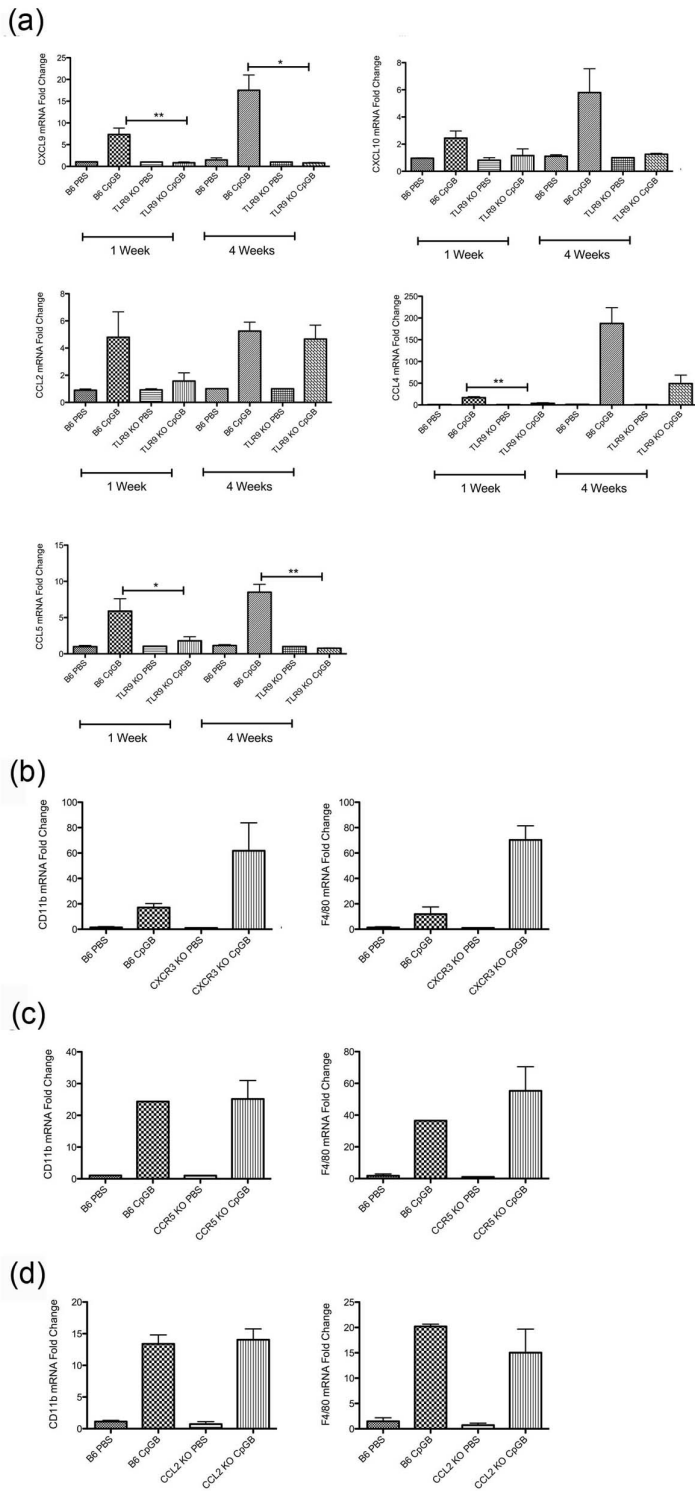 (a)
CXCL9 mRNA Fold Change
25
20
15
10
5
0
**
*
B6 PBS
B6 CpGB
TLR9 KO PBS
TLR9 KO CpGB
B6 PBS
B6 CpGB
TLR9 KO PBS
TLR9 KO CpGB
1 Week
4 Weeks
CXCL10 mRNA Fold Change
8
6
4
2
0
B6 PBS
B6 CpGB
TLR9 KO PBS
TLR9 KO CpGB
B6 PBS
B6 CpGB
TLR9 KO PBS
TLR9 KO CpGB
1 Week
4 Weeks
CCL2 mRNA Fold Change
8
6
4
2
0
B6 PBS
B6 CpGB
TLR9 KO PBS
TLR9 KO CpGB
B6 PBS
B6 CpGB
TLR9 KO PBS
TLR9 KO CpGB
1 Week
4 Weeks
CCL4 mRNA Fold Change
250
200
150
100
50
0
**
B6 PBS
B6 CpGB
TLR9 KO PBS
TLR9 KO CpGB
B6 PBS
B6 CpGB
TLR9 KO PBS
TLR9 KO CpGB
1 Week
4 Weeks
CCL5 mRNA Fold Change
15
10
5
0
*
**
B6 PBS
B6 CpGB
TLR9 KO PBS
TLR9 KO CpGB
B6 PBS
B6 CpGB
TLR9 KO PBS
TLR9 KO CpGB
1 Week
4 Weeks
(b)
CD11b mRNA Fold Change
100
80
60
40
20
0
B6 PBS
B6 CpGB
CXCR3 KO PBS
CXCR3 KO CpGB
F4/80 mRNA Fold Change
100
80
60
40
20
0
B6 PBS
B6 CpGB
CXCR3 KO PBS
CXCR3 KO CpGB
(c)
CD11b mRNA Fold Change
40
30
20
10
0
B6 PBS
B6 CpGB
CCR5 KO PBS
CCR5 KO CpGB
F4/80 mRNA Fold Change
80
60
40
20
0
B6 PBS
B6 CpGB
CCR5 KO PBS
CCR5 KO CpGB
(d)
CD11b mRNA Fold Change
20
15
10
5
0
B6 PBS
B6 CpGB
CCL2 KO PBS
CCL2 KO CpGB
F4/80 mRNA Fold Change
25
20
15
10
5
0
B6 PBS
B6 CpGB
CCL2 KO PBS
CCL2 KO CpGB